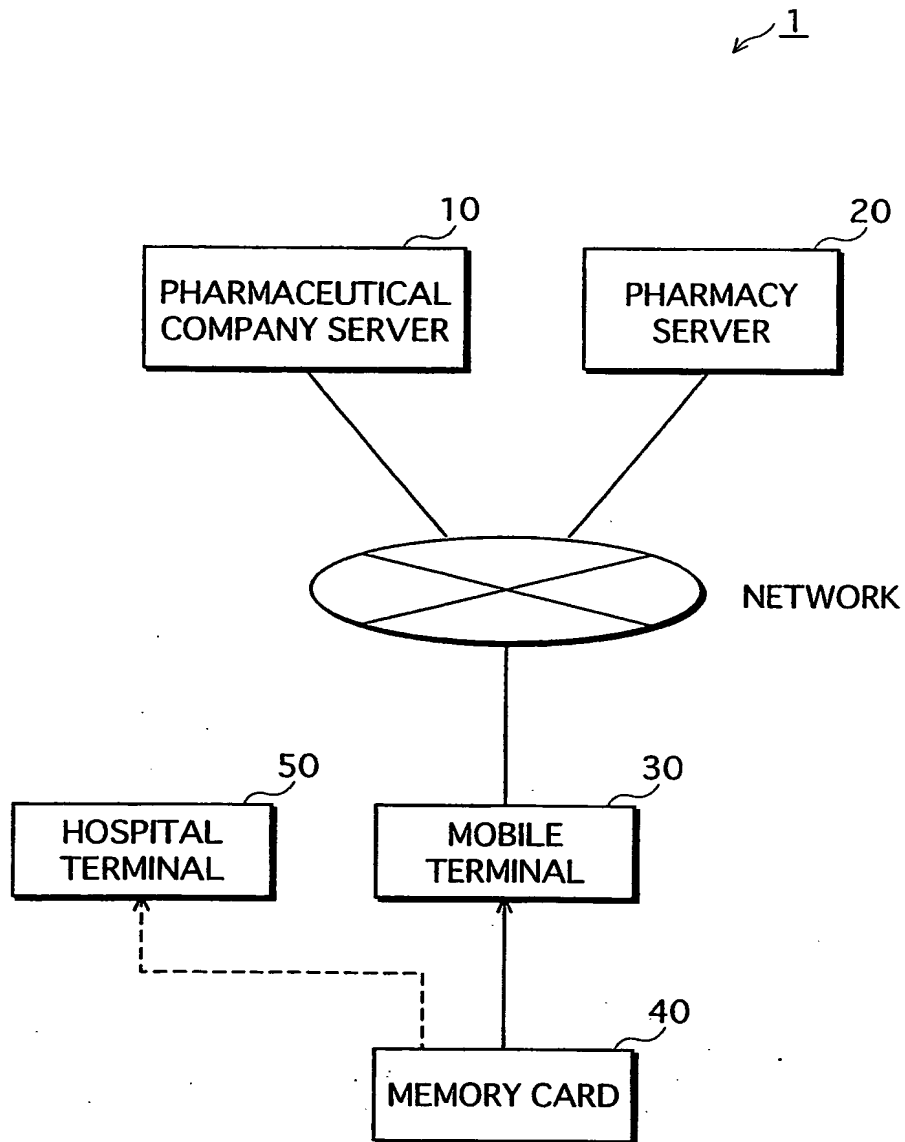 1
10
20
PHARMACEUTICAL
COMPANY SERVER
PHARMACY
SERVER
NETWORK
50
30
HOSPITAL
TERMINAL
MOBILE
TERMINAL
40
MEMORY CARD